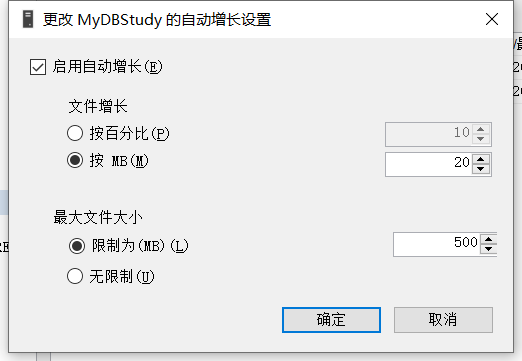 更改 MyDBStudy 的自动增长设置
启用自动增长(E)
文件增长
按百分比(P)
10
按 MB(M)
20
最大文件大小
限制为(MB)(L)
500
无限制(U)
确定
取消